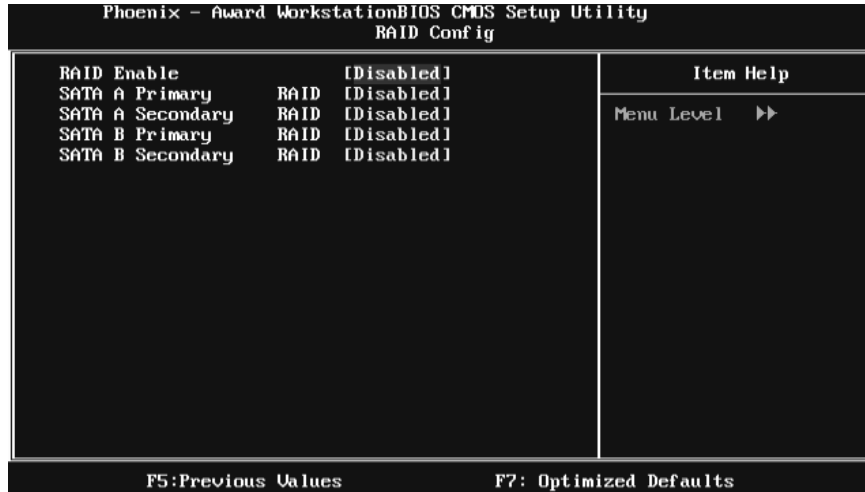 Phoenix - Award WorkstationBIOS CMOS Setup Utility
RAID Config
RAID Enable [Disabled]
SATA A Primary RAID [Disabled]
SATA A Secondary RAID [Disabled]
SATA B Primary RAID [Disabled]
SATA B Secondary RAID [Disabled]
Item Help
Menu Level
F5:Previous Values F7: Optimized Defaults